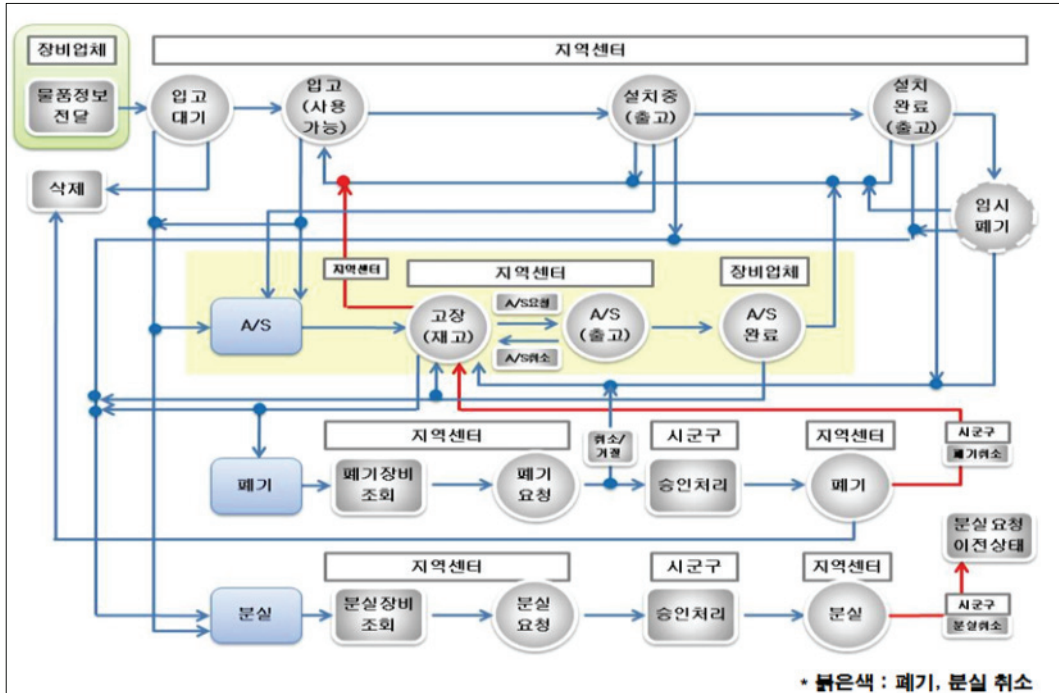 장비업체
지역센터
물품정보
전달
입고
대기
입고
(사용
가능)
설치중
(출고)
설치
완료(출고)
삭제
임시
폐기
지역센터
지역센터
장비업체
A/S
고장
(재고)
A/S요청
A/S취소
A/S
(출고)
A/S
완료
지역센터
취소/
거절
시군구
지역센터
시군구
폐기취소
폐기
폐기장비
조회
폐기
요청
승인처리
폐기
분실요청
이전상태
지역센터
시군구
지역센터
시군구
분실취소
분실
분실장비
조회
분실
요청
승인처리
분실
* 붉은색 : 폐기, 분실 취소